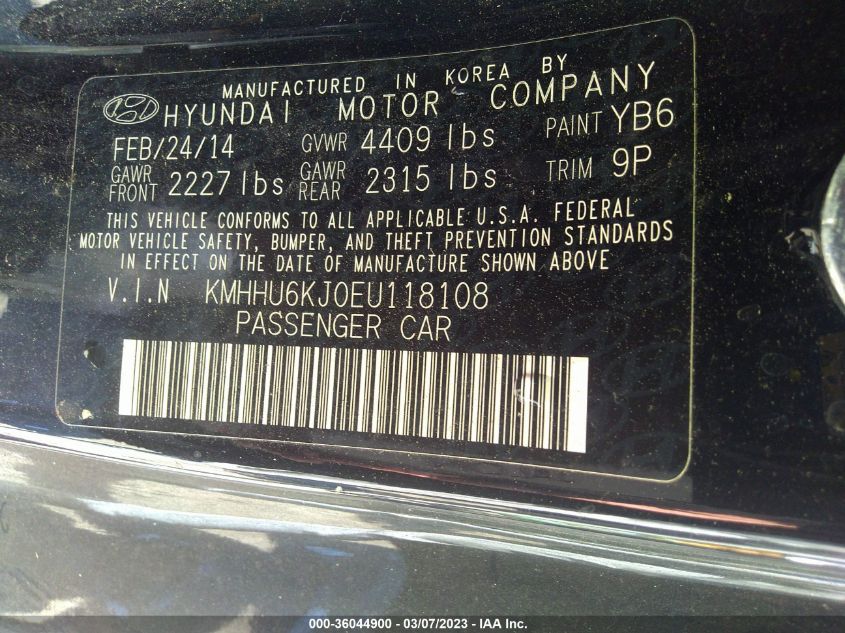 MANUFACTURED IN KOREA BY
HYUNDAI MOTOR COMPANY
FEB/24/14 GVWR 4409 lbs PAINT YB6
GAWR FRONT 2227 lbs GAWR REAR 2315 lbs TRIM 9P
THIS VEHICLE CONFORMS TO ALL APPLICABLE U.S.A. FEDERAL
MOTOR VEHICLE SAFETY, BUMPER, AND THEFT PREVENTION STANDARDS
IN EFFECT ON THE DATE OF MANUFACTURE SHOWN ABOVE
V.I.N KMHHU6KJ0EU118108
PASSENGER CAR
000-36044900 / 03/07/2023 - IAA Inc.